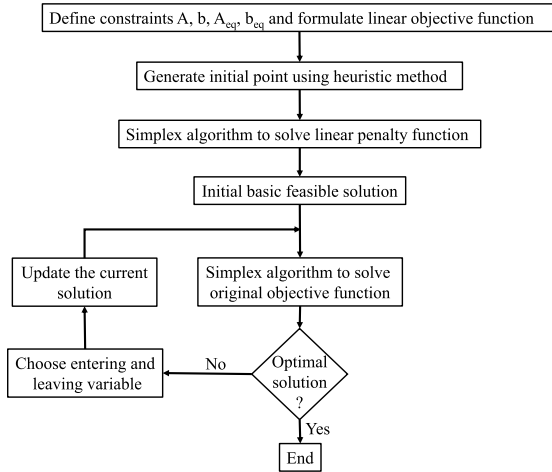 Define constraints A, b, Aeq, beq and formulate linear objective function
Generate initial point using heuristic method
Simplex algorithm to solve linear penalty function
Initial basic feasible solution
Update the current
solution
Simplex algorithm to solve
original objective function
Choose entering and
leaving variable
No
Optimal
solution
?
Yes
End